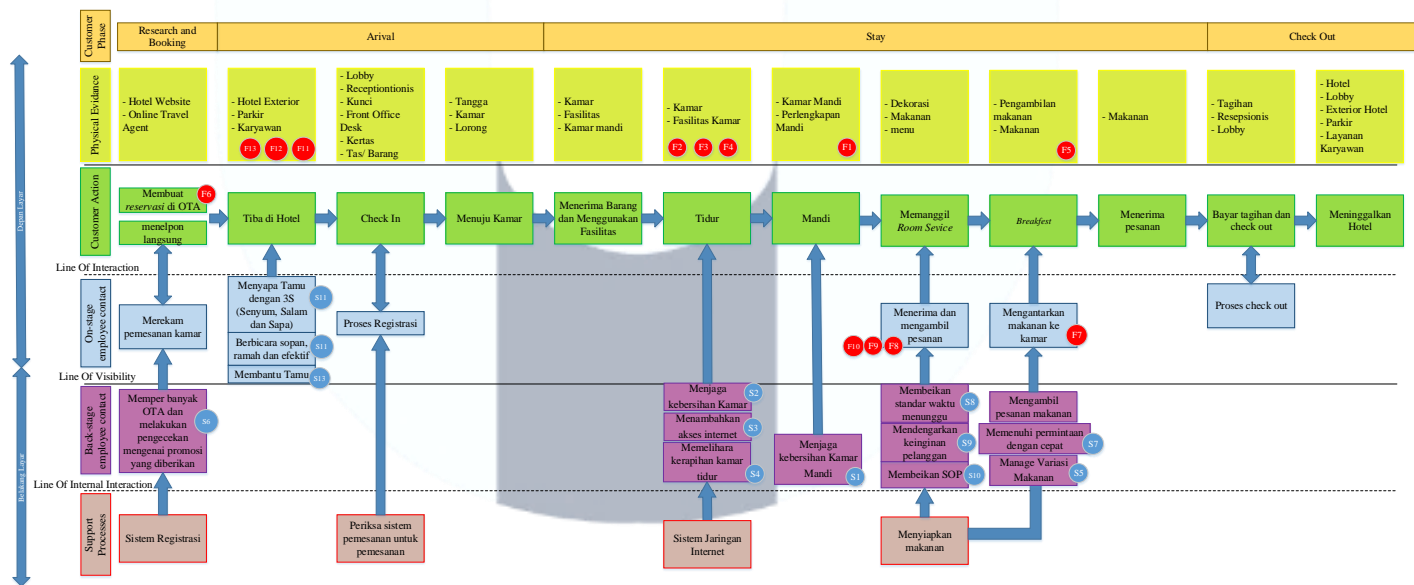 Customer
Phase
Research and
Booking
Arival
Stay
Check Out
Depan Layar
Belakang Layar
Physical Evidance
- Hotel Website
- Online Travel
Agent
- Hotel Exterior
- Parkir
- Karyawan
F13
F12
F11
- Lobby
- Receptiontionis
- Kunci
- Front Office
Desk
- Kertas
- Tas/ Barang
- Tangga
- Kamar
- Lorong
- Kamar
- Fasilitas
- Kamar mandi
- Kamar
- Fasilitas Kamar
F2
F3
F4
- Kamar Mandi
- Perlengkapan
Mandi
F1
- Dekorasi
- Makanan
- menu
- Pengambilan
makanan
- Makanan
F5
- Makanan
- Tagihan
- Resepsionis
- Lobby
- Hotel
- Lobby
- Exterior Hotel
- Parkir
- Layanan
Karyawan
Customer Action
Membuat
reservasi di OTA
F6
menelpon
langsung
Tiba di Hotel
Check In
Menuju Kamar
Menerima Barang
dan Menggunakan
Fasilitas
Tidur
Mandi
Memanggil
Room Sevice
Breakfest
Menerima
pesanan
Bayar tagihan dan
check out
Meninggalkan
Hotel
Line Of Interaction
On-stage
employee contact
Merekam
pemesanan kamar
Menyapa Tamu
dengan 3S
(Senyum, Salam
dan Sapa)
S11
Berbicara sopan,
ramah dan efektif
S11
Membantu Tamu
S13
Proses Registrasi
Menerima dan
mengambil
pesanan
F10
F9
F8
Mengantarkan
makanan ke
kamar
F7
Proses check out
Line Of Visibility
Back-stage
employee contact
Memper banyak
OTA dan
melakukan
pengecekan
mengenai promosi
yang diberikan
S6
Menjaga
kebersihan Kamar
S2
Menambahkan
akses internet
S3
Memelihara
kerapihan kamar
tidur
S4
Menjaga
kebersihan Kamar
Mandi
S1
Membeikan
standar waktu
menunggu
S8
Mendengarkan
keinginan
pelanggan
S9
Membeikan SOP
S10
Mengambil
pesanan makanan
Memenuhi permintaan
dengan cepat
S7
Manage Variasi
Makanan
S5
Line Of Internal Interaction
Support
Processes
Sistem Registrasi
Periksa sistem
pemesanan untuk
pemesanan
Sistem Jaringan
Internet
Menyiapkan
makanan